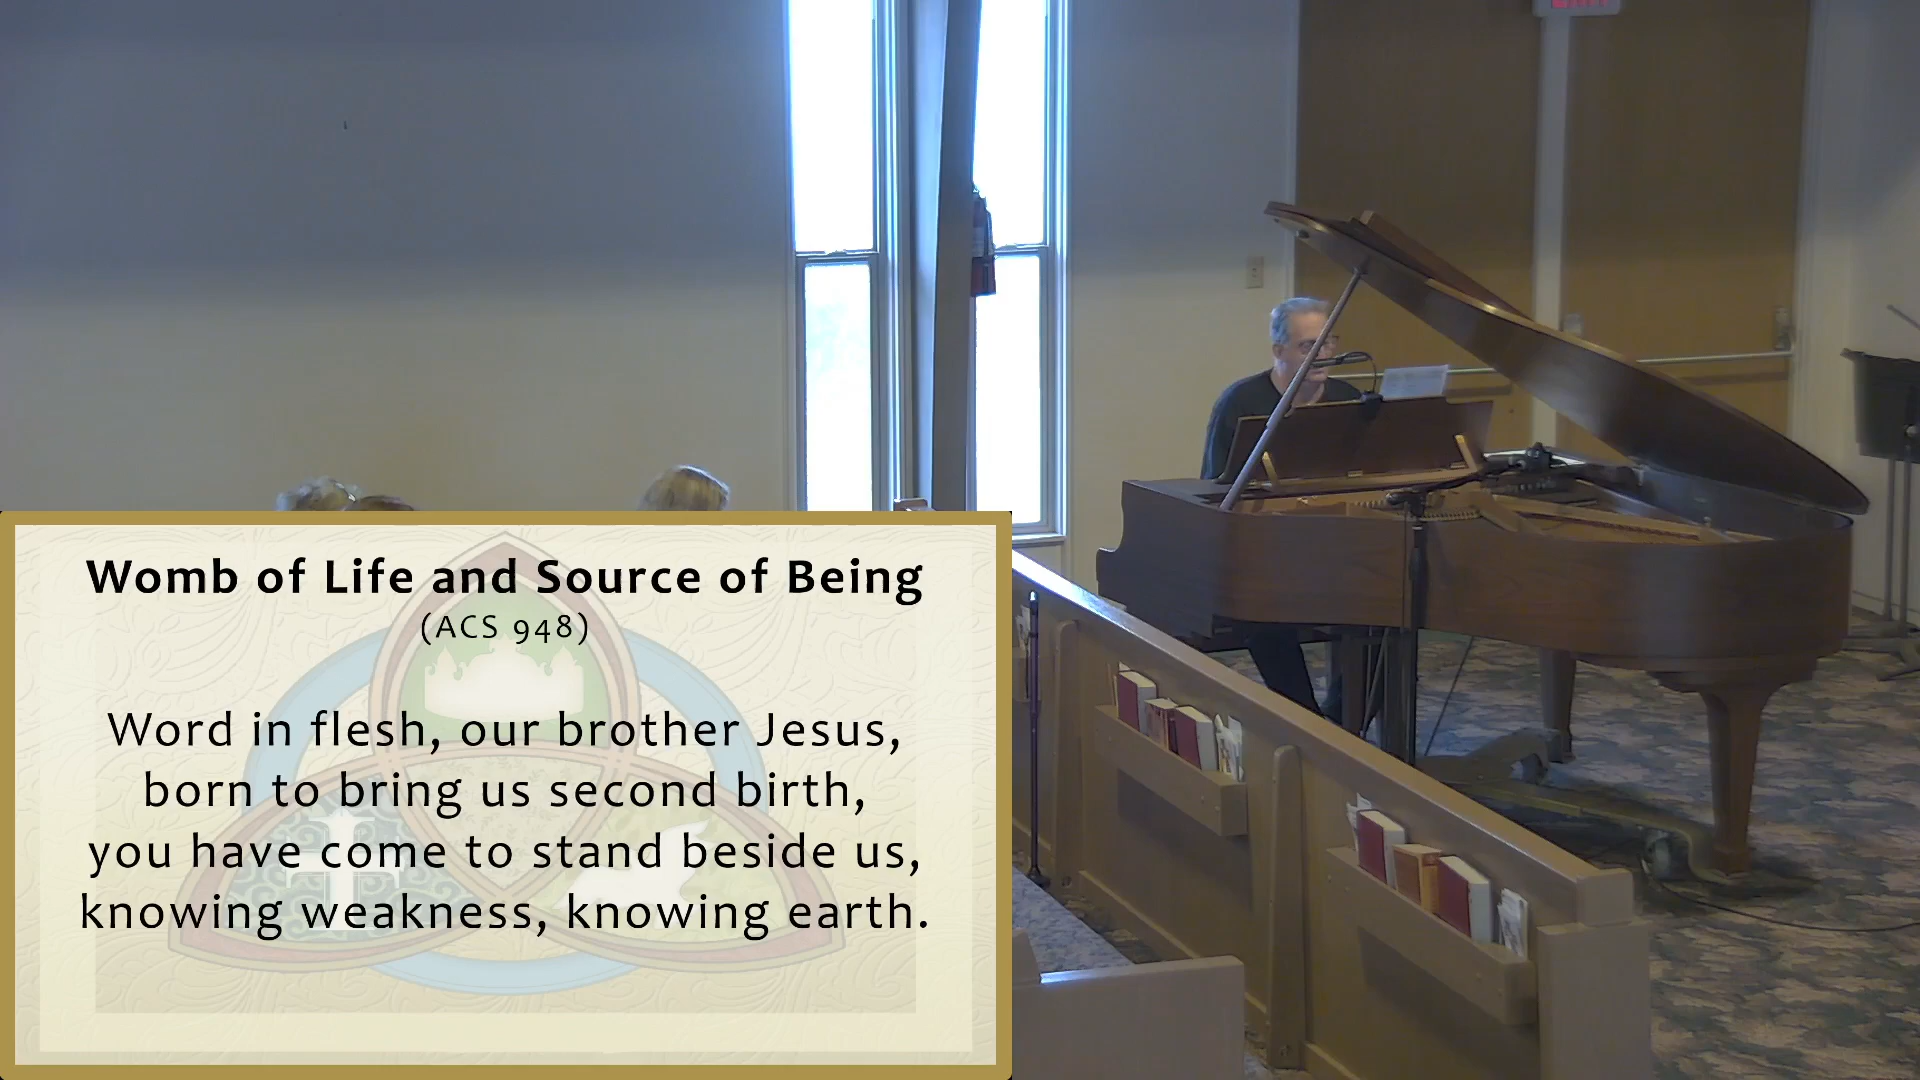 EXIT
Womb of Life and Source of Being
(ACS 948)
Word in flesh, our brother Jesus,
born to bring us second birth,
you have come to stand beside us,
knowing weakness, knowing earth.